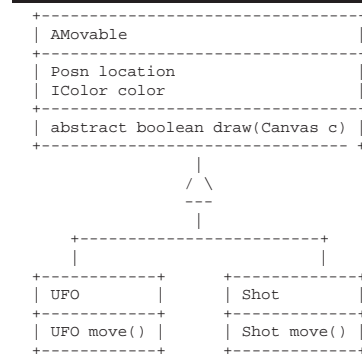 AMovable
Posn location
IColor color
abstract boolean draw(Canvas c)
UFO
Shot
UFO move()
Shot move()